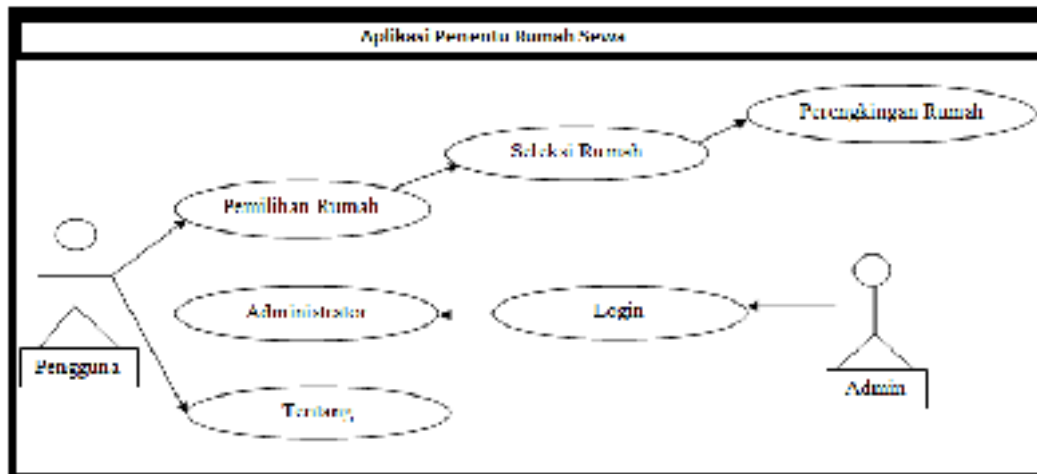 Aplikasi Penentu Rumah Sewa
Perengkingan Rumah
Seleksi Rumah
Pemilihan Rumah
Administrator
Login
Pengguna
Admin
Tentang